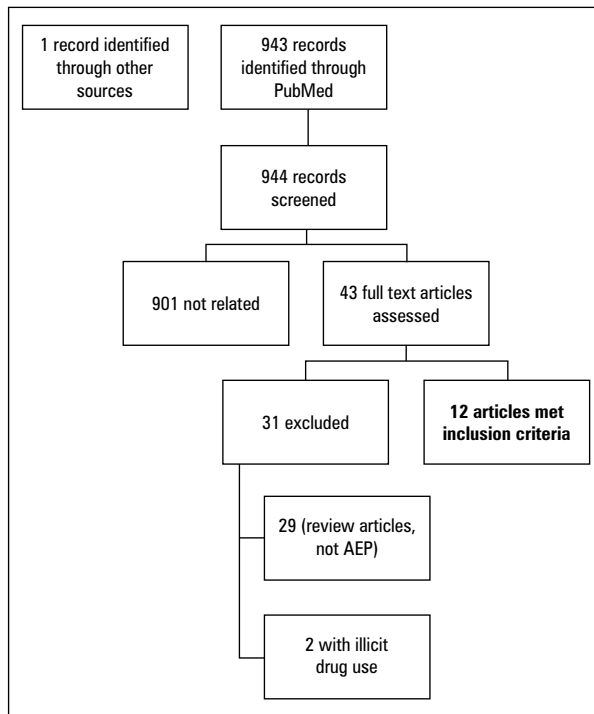 1 record identified
through other
sources
943 records
identified through
PubMed
944 records
screened
901 not related
43 full text articles
assessed
31 excluded
12 articles met
inclusion criteria
29 (review articles,
not AEP)
2 with illicit
drug use